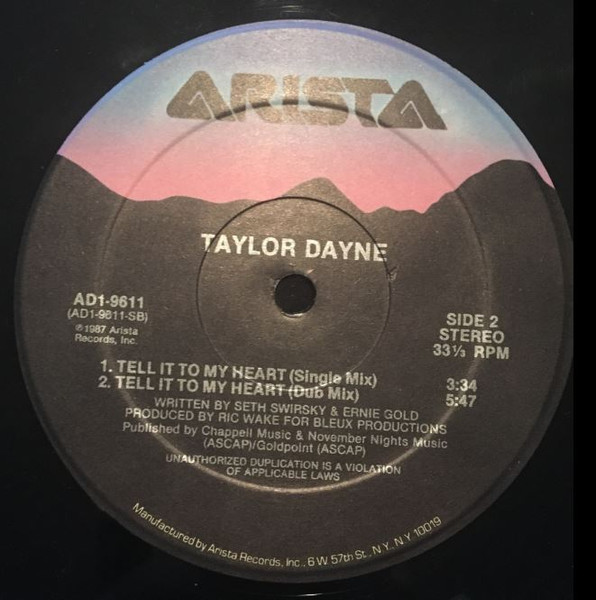 ARISTA
TAYLOR DAYNE
AD1-9611
(AD1-9611-SB)
℗1987 Arista
Records, Inc.
SIDE 2
STEREO
33⅓ RPM
1. TELL IT TO MY HEART (Single Mix) 3:34
2. TELL IT TO MY HEART (Dub Mix) 5:47
WRITTEN BY SETH SWIRSKY & ERNIE GOLD
PRODUCED BY RIC WAKE FOR BLEUX PRODUCTIONS
Published by Chappell Music & November Nights Music
(ASCAP)/Goldpoint (ASCAP)
UNAUTHORIZED DUPLICATION IS A VIOLATION
OF APPLICABLE LAWS
Manufactured by Arista Records, Inc., 6 W 57th St., N.Y., N.Y. 10019